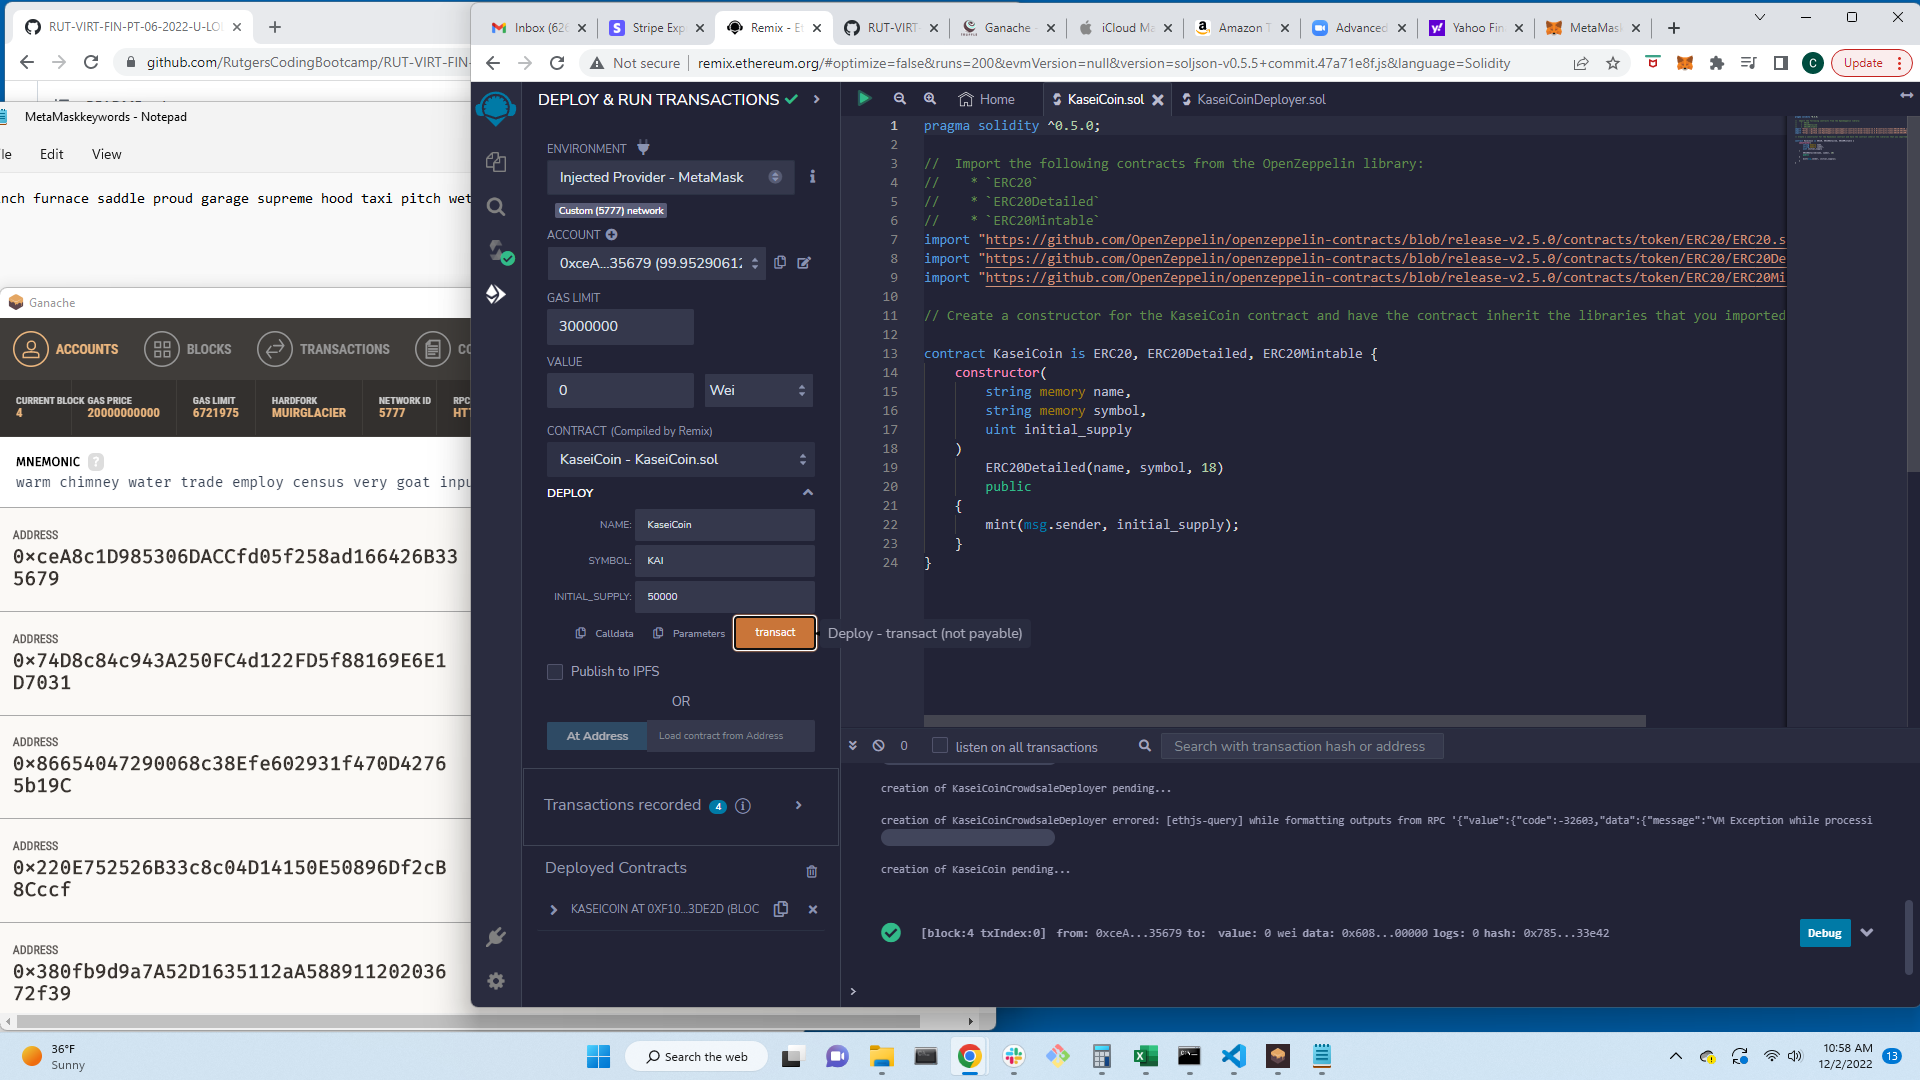 RUT-VIRT-FIN-PT-06-2022-U-LO
github.com/RutgersCodingBootcamp/RUT-VIRT-FIN-
MetaMaskkeywords - Notepad
Edit View
furnace saddle proud garage supreme hood taxi pitch
Ganache
ACCOUNTS
BLOCKS
TRANSACTIONS
CURRENT BLOCK
4
GAS PRICE
20000000000
GAS LIMIT
6721975
HARDFORK
MUIRGLACIER
NETWORK ID
5777
RPC
HT
MNEMONIC ?
warm chimney water trade employ census very goat inpu
ADDRESS
0×ceA8c1D985306DACCfd05f258ad166426B33
5679
ADDRESS
0×74D8c84c943A250FC4d122FD5f88169E6E1
D7031
ADDRESS
0×86654047290068c38Efe602931f470D42765
b19C
ADDRESS
0×220E752526B33c8c04D14150E50896Df2cB
8Cccf
ADDRESS
0×380fb9d9a7A52D1635112aA588911202036
72f39
Inbox (626
Stripe Exp
Remix - Et
RUT-VIRT-
Ganache -
iCloud Ma
Amazon T
Advanced
Yahoo Fin
MetaMask
Not secure | remix.ethereum.org/#optimize=false&runs=200&evmVersion=null&version=soljson-v0.5.5+commit.47a71e8f.js&language=Solidity
C
Update
DEPLOY & RUN TRANSACTIONS
ENVIRONMENT
Injected Provider - MetaMask
Custom (5777) network
ACCOUNT
0xceA...35679 (99.95290612
GAS LIMIT
3000000
VALUE
0
Wei
CONTRACT (Compiled by Remix)
KaseiCoin - KaseiCoin.sol
DEPLOY
NAME: KaseiCoin
SYMBOL: KAI
INITIAL_SUPPLY: 50000
Calldata Parameters transact
Deploy - transact (not payable)
Publish to IPFS
OR
At Address Load contract from Address
Transactions recorded 4 i
Deployed Contracts
KASEICOIN AT 0XF10...3DE2D (BLOC
Home
KaseiCoin.sol
KaseiCoinDeployer.sol
1 pragma solidity ^0.5.0;
2
3 //  Import the following contracts from the OpenZeppelin library:
4 //    * `ERC20`
5 //    * `ERC20Detailed`
6 //    * `ERC20Mintable`
7 import "https://github.com/OpenZeppelin/openzeppelin-contracts/blob/release-v2.5.0/contracts/token/ERC20/ERC20.s
8 import "https://github.com/OpenZeppelin/openzeppelin-contracts/blob/release-v2.5.0/contracts/token/ERC20/ERC20De
9 import "https://github.com/OpenZeppelin/openzeppelin-contracts/blob/release-v2.5.0/contracts/token/ERC20/ERC20Mi
10
11 // Create a constructor for the KaseiCoin contract and have the contract inherit the libraries that you imported
12
13 contract KaseiCoin is ERC20, ERC20Detailed, ERC20Mintable {
14 constructor(
15 string memory name,
16 string memory symbol,
17 uint initial_supply
18 )
19 ERC20Detailed(name, symbol, 18)
20 public
21 {
22 mint(msg.sender, initial_supply);
23 }
24 }
0
listen on all transactions
Search with transaction hash or address
creation of KaseiCoinCrowdsaleDeployer pending...
creation of KaseiCoinCrowdsaleDeployer errored: [ethjs-query] while formatting outputs from RPC '{"value":{"code":-32603,"data":{"message":"VM Exception while processi
creation of KaseiCoin pending...
[block:4 txIndex:0] from: 0xceA...35679 to: value: 0 wei data: 0x608...00000 logs: 0 hash: 0x785...33e42
Debug
>
36°F
Sunny
Search the web
10:58 AM
12/2/2022
13